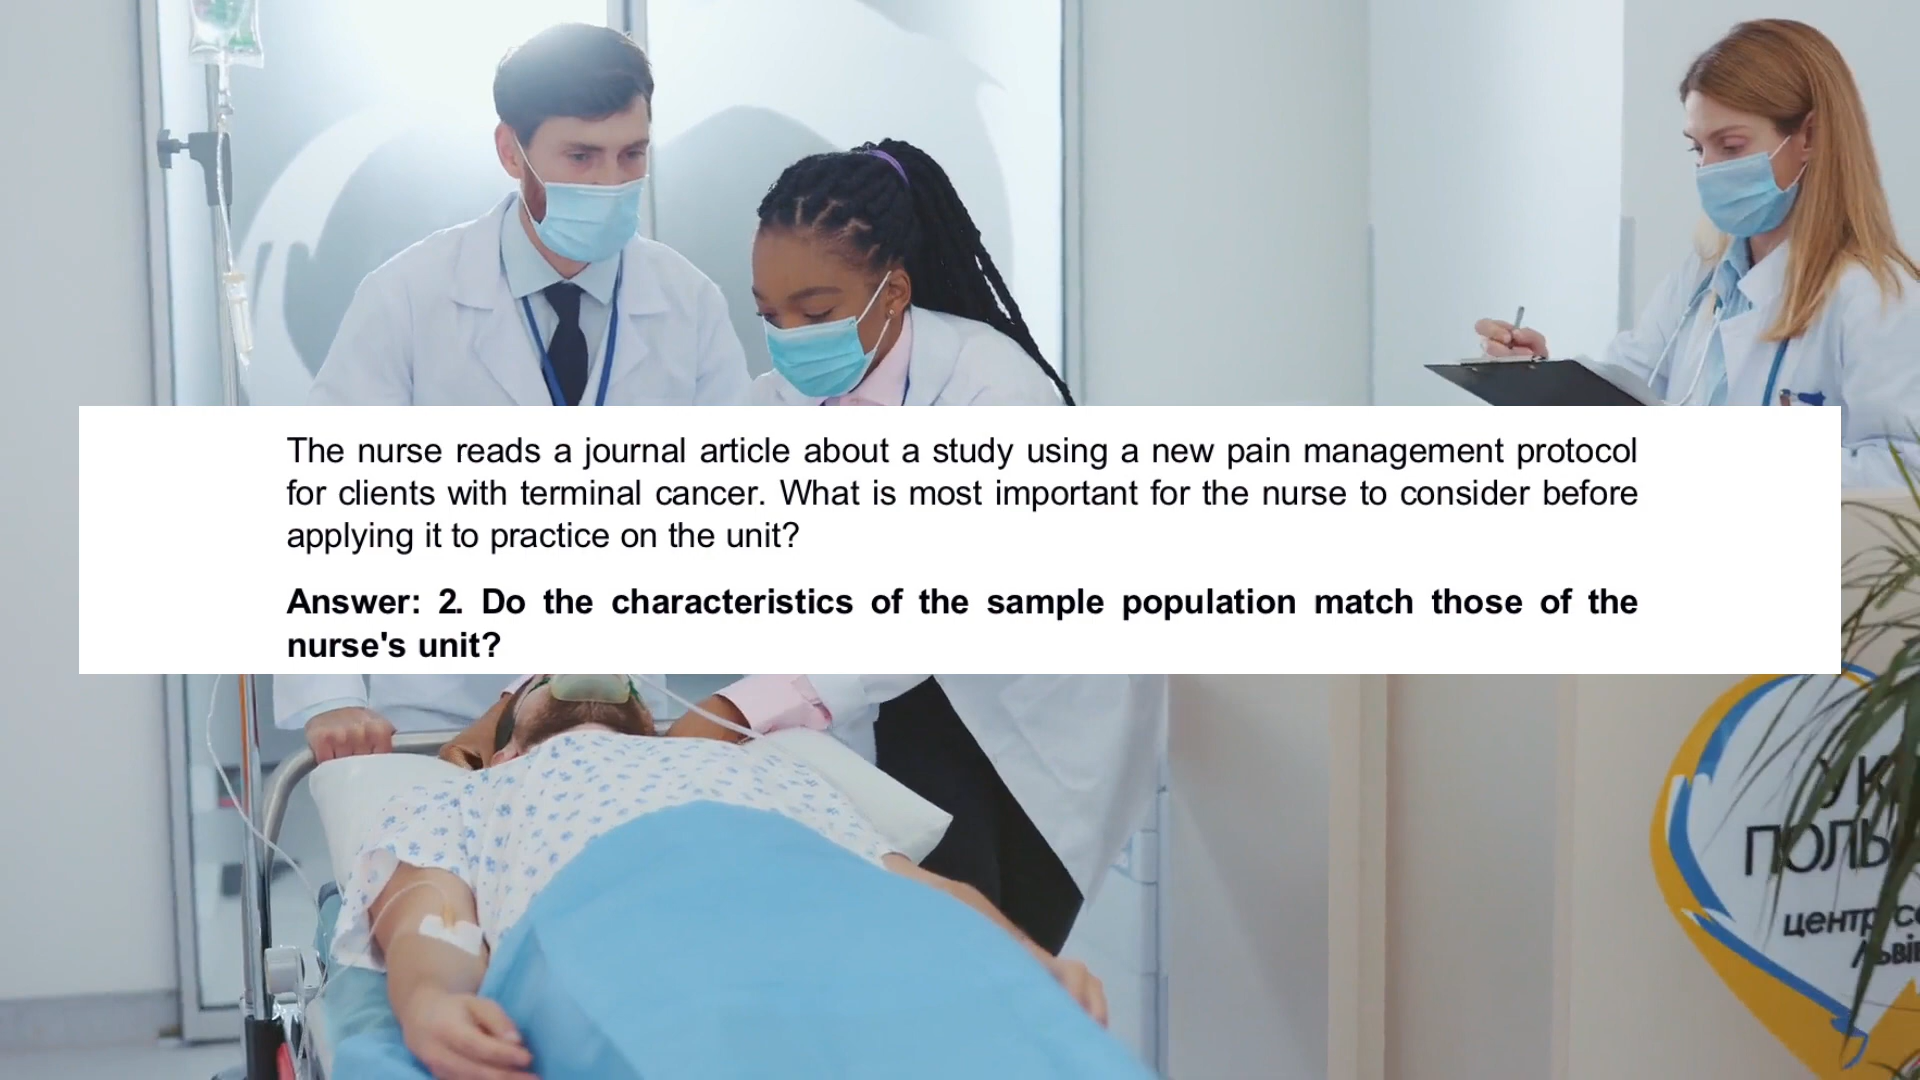 The nurse reads a journal article about a study using a new pain management protocol
for clients with terminal cancer. What is most important for the nurse to consider before
applying it to practice on the unit?
Answer: 2. Do the characteristics of the sample population match those of the
nurse's unit?
центр